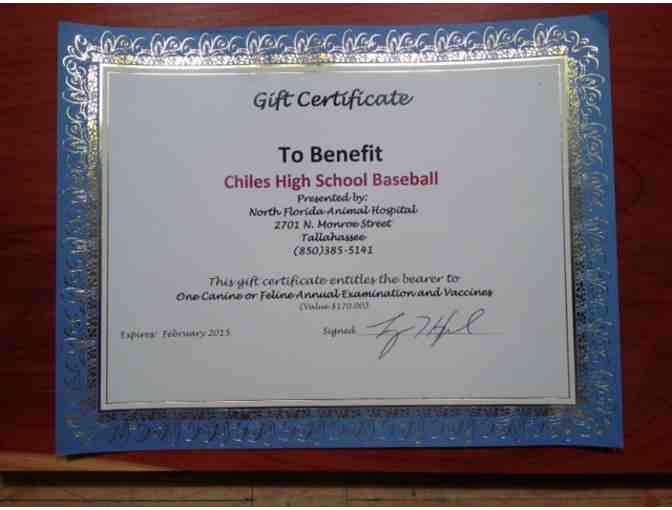 Gift Certificate
To Benefit
Chiles High School Baseball
Presented by:
North Florida Animal Hospital
2701 N. Monroe Street
Tallahassee
(850)385-5141
This gift certificate entitles the bearer to
One Canine or Feline Annual Examination and Vaccines
(Value $170.00)
Expires: February 2015 Signed